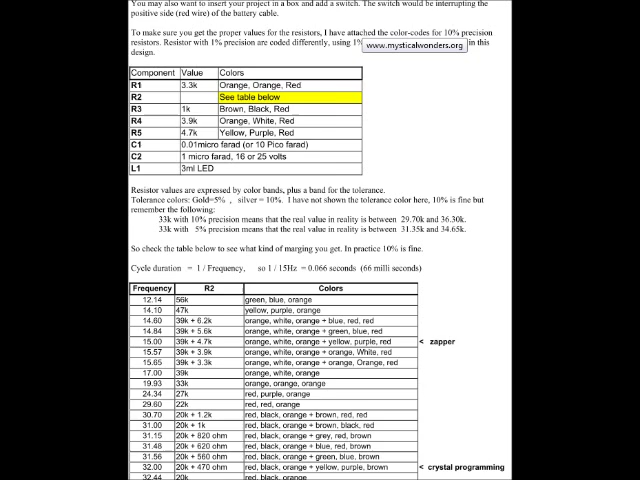 You may also want to insert your project in a box and add a switch. The switch would be interrupting the
positive side (red wire) of the battery cable.
To make sure you get the proper values for the resistors, I have attached the color-codes for 10% precision
resistors. Resistor with 1% precision are coded differently, using 1% in this
www.mysticalwonders.org
design.
Component Value Colors
R1 3.3k Orange, Orange, Red
R2 See table below
R3 1k Brown, Black, Red
R4 3.9k Orange, White, Red
R5 4.7k Yellow, Purple, Red
C1 0.01micro farad (or 10 Pico farad)
C2 1 micro farad, 16 or 25 volts
L1 3ml LED
Resistor values are expressed by color bands, plus a band for the tolerance.
Tolerance colors: Gold=5% , silver = 10%. I have not shown the tolerance color here, 10% is fine but
remember the following:
33k with 10% precision means that the real value in reality is between 29.70k and 36.30k.
33k with 5% precision means that the real value in reality is between 31.35k and 34.65k.
So check the table below to see what kind of marging you get. In practice 10% is fine.
Cycle duration = 1 / Frequency, so 1 / 15Hz = 0.066 seconds (66 milli seconds)
Frequency R2 Colors
12.14 56k green, blue, orange
14.10 47k yellow, purple, orange
14.60 39k + 6.2k orange, white, orange + blue, red, red
14.84 39k + 5.6k orange, white, orange + green, blue, red
15.00 39k + 4.7k orange, white, orange + yellow, purple, red < zapper
15.57 39k + 3.9k orange, white, orange + orange, White, red
15.65 39k + 3.3k orange, white, orange + orange, Orange, red
17.00 39k orange, white, orange
19.93 33k orange, orange, orange
24.34 27k red, purple, orange
29.60 22k red, red, orange
30.70 20k + 1.2k red, black, orange + brown, red, red
31.00 20k + 1k red, black, orange + brown, black, red
31.15 20k + 820 ohm red, black, orange + grey, red, brown
31.48 20k + 620 ohm red, black, orange + blue, red, brown
31.56 20k + 560 ohm red, black, orange + green, blue, brown
32.00 20k + 470 ohm red, black, orange + yellow, purple, brown < crystal programming
32.44 20k red, black, orange